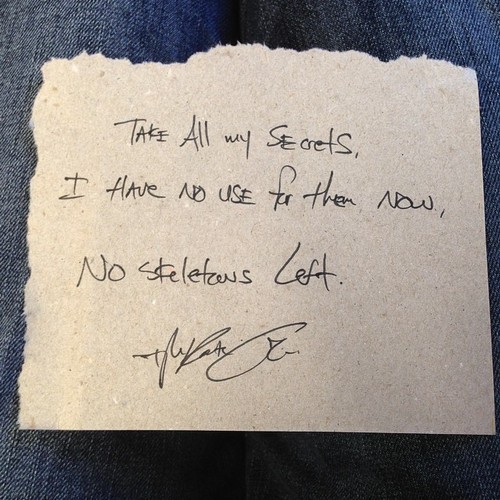 TAKE All my SEcretS,
I HAve NO USE for them NOW,
NO Skeletons Left.